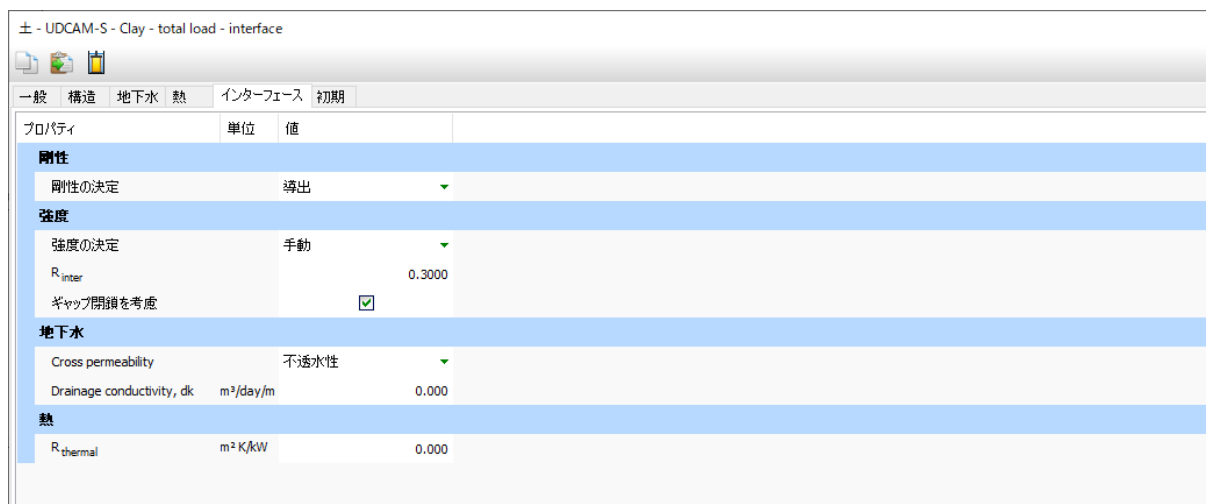 土 - UDCAM-S - Clay - total load - interface
一般 構造 地下水 熱 インターフェース 初期
プロパティ 単位 値
剛性
剛性の決定 導出
強度
強度の決定 手動
Rinter 0.3000
ギャップ閉鎖を考慮
地下水
Cross permeability 不透水性
Drainage conductivity, dk m³/day/m 0.000
熱
Rthermal m² K/kW 0.000